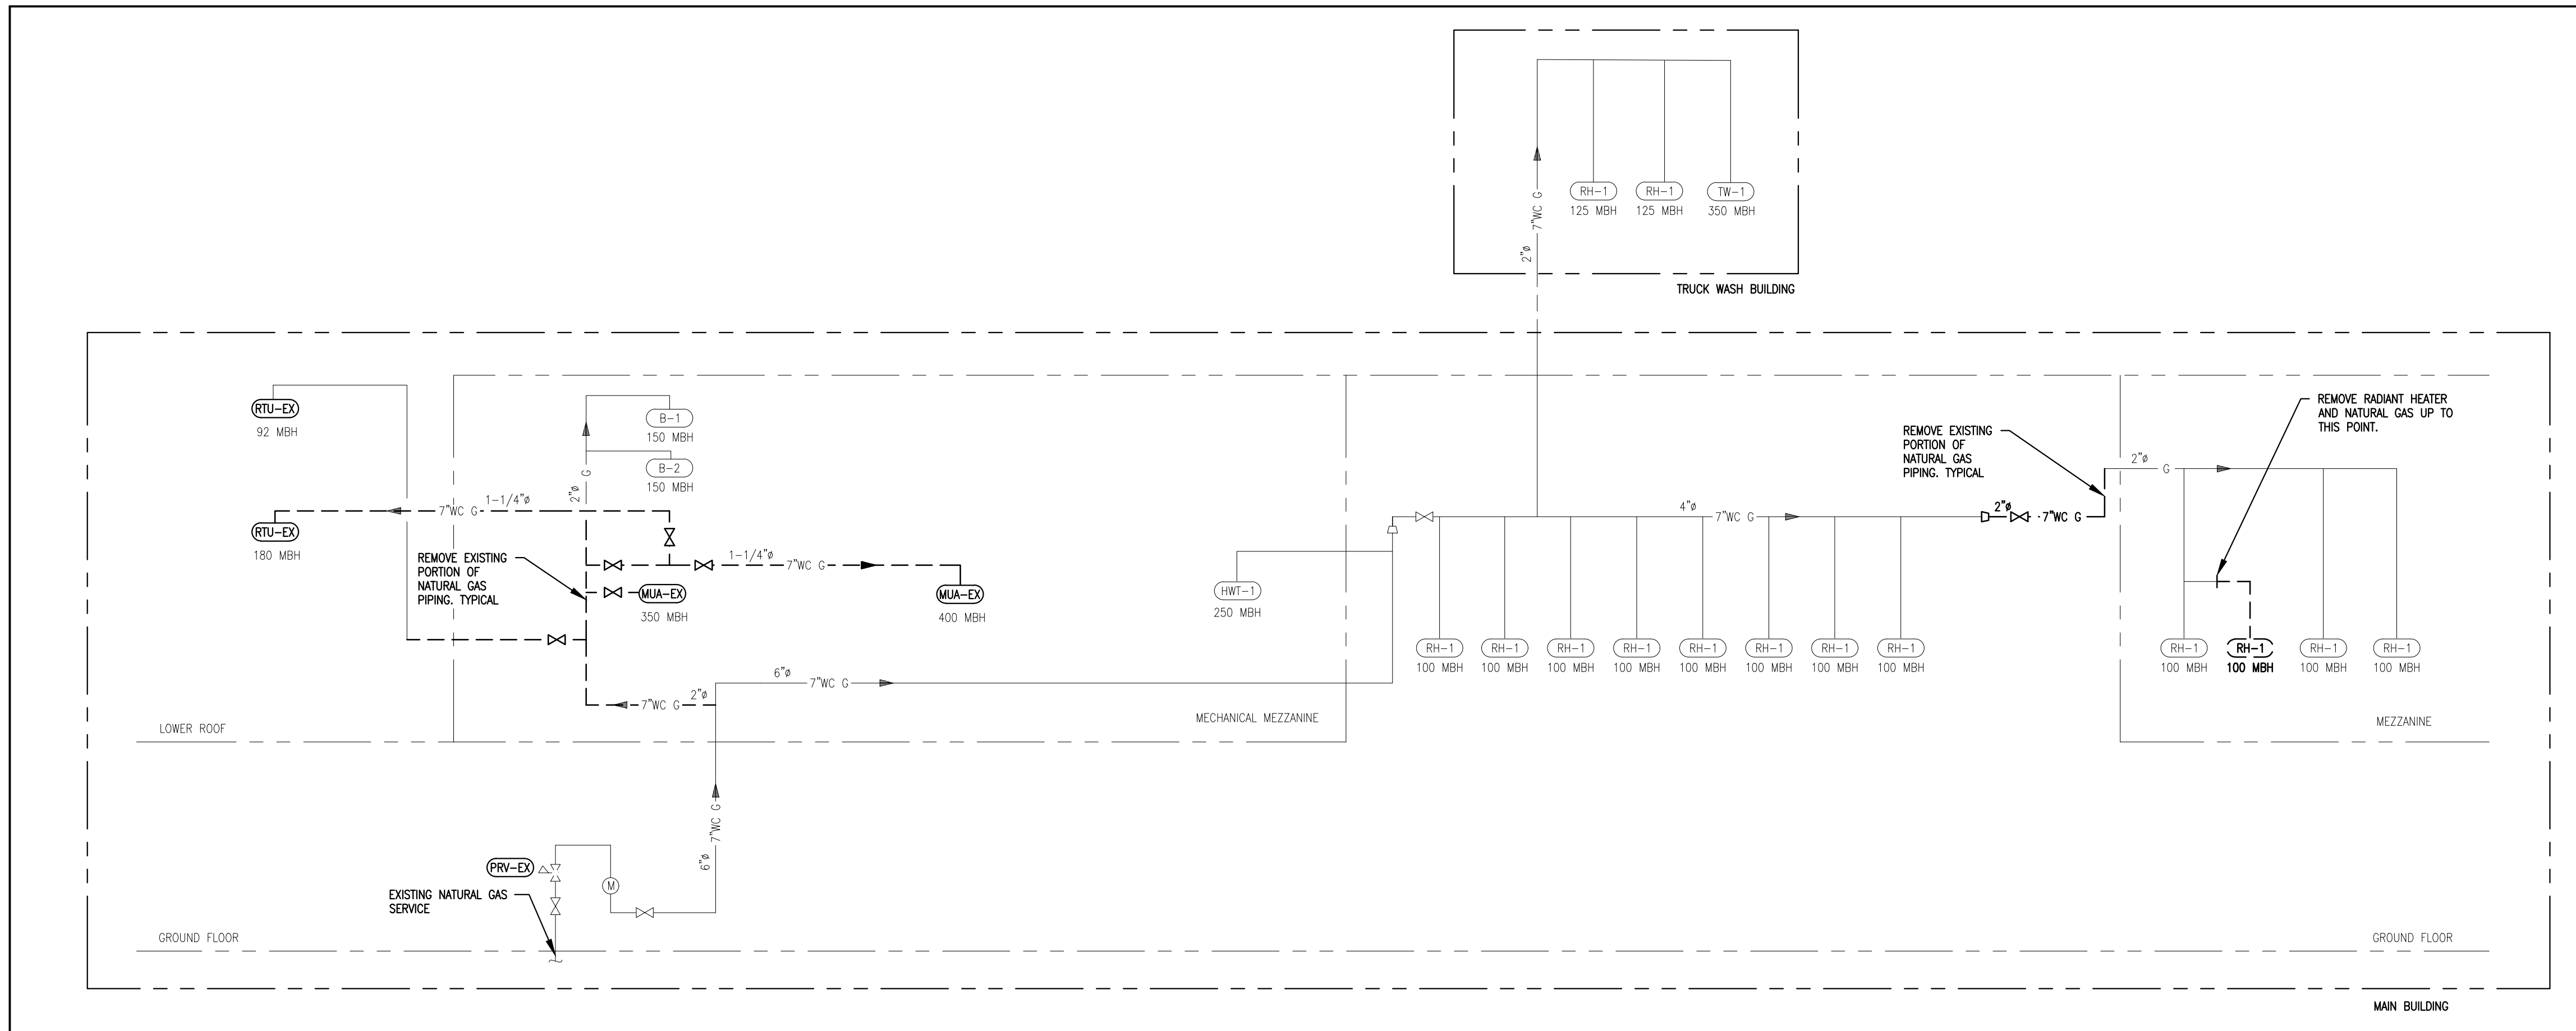 RH-1
RH-1
TW-1
125 MBH
125 MBH
350 MBH
7"WC G
2"ø
TRUCK WASH BUILDING
RTU-EX
92 MBH
B-1
150 MBH
B-2
150 MBH
G
2"ø
1-1/4"ø
7"WC G
RTU-EX
180 MBH
REMOVE EXISTING
PORTION OF
NATURAL GAS
PIPING. TYPICAL
1-1/4"ø
7"WC G
MUA-EX
350 MBH
MUA-EX
400 MBH
HWT-1
250 MBH
6"ø
7"WC G
2"ø
7"WC G
LOWER ROOF
MECHANICAL MEZZANINE
4"ø
7"WC G
RH-1
RH-1
RH-1
RH-1
RH-1
RH-1
RH-1
RH-1
100 MBH
100 MBH
100 MBH
100 MBH
100 MBH
100 MBH
100 MBH
100 MBH
REMOVE EXISTING
PORTION OF
NATURAL GAS
PIPING. TYPICAL
2"ø
7"WC G
2"ø
G
REMOVE RADIANT HEATER
AND NATURAL GAS UP TO
THIS POINT.
RH-1
RH-1
RH-1
RH-1
100 MBH
100 MBH
100 MBH
100 MBH
MEZZANINE
7"WC G
6"ø
PRV-EX
M
EXISTING NATURAL GAS
SERVICE
GROUND FLOOR
GROUND FLOOR
MAIN BUILDING